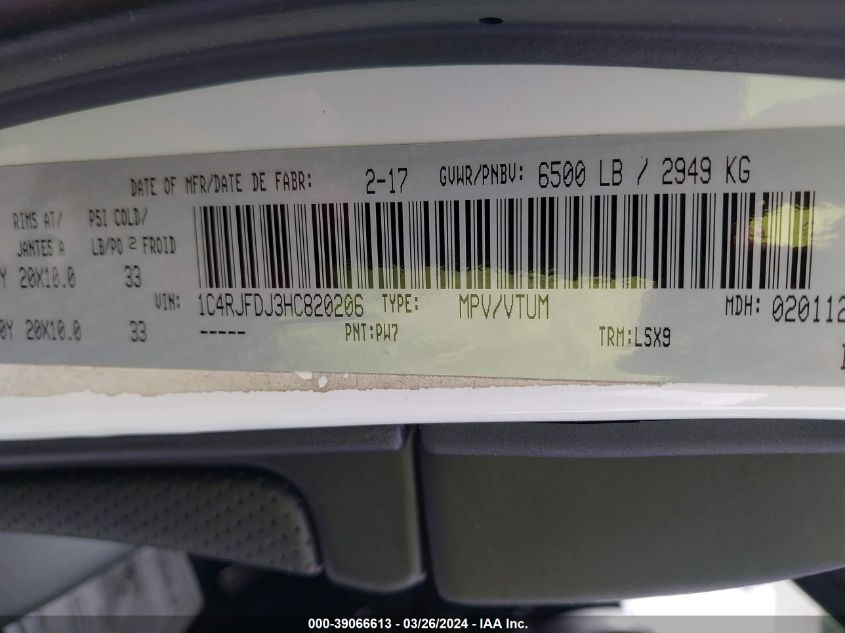 DATE OF MFR/DATE DE FABR: 2-17 GVWR/PNBV: 6500 LB / 2949 KG
RIMS AT/ PSI COLD/
JANTES A LB/PO 2 FROID
20X10.0 33
VIN: 1C4RJFDJ3HC820206 TYPE: MPV/VTUM MDH: 020112
20X10.0 33 ----- PNT:PW7 TRM:L5X9
000-39066613 - 03/26/2024 - IAA Inc.